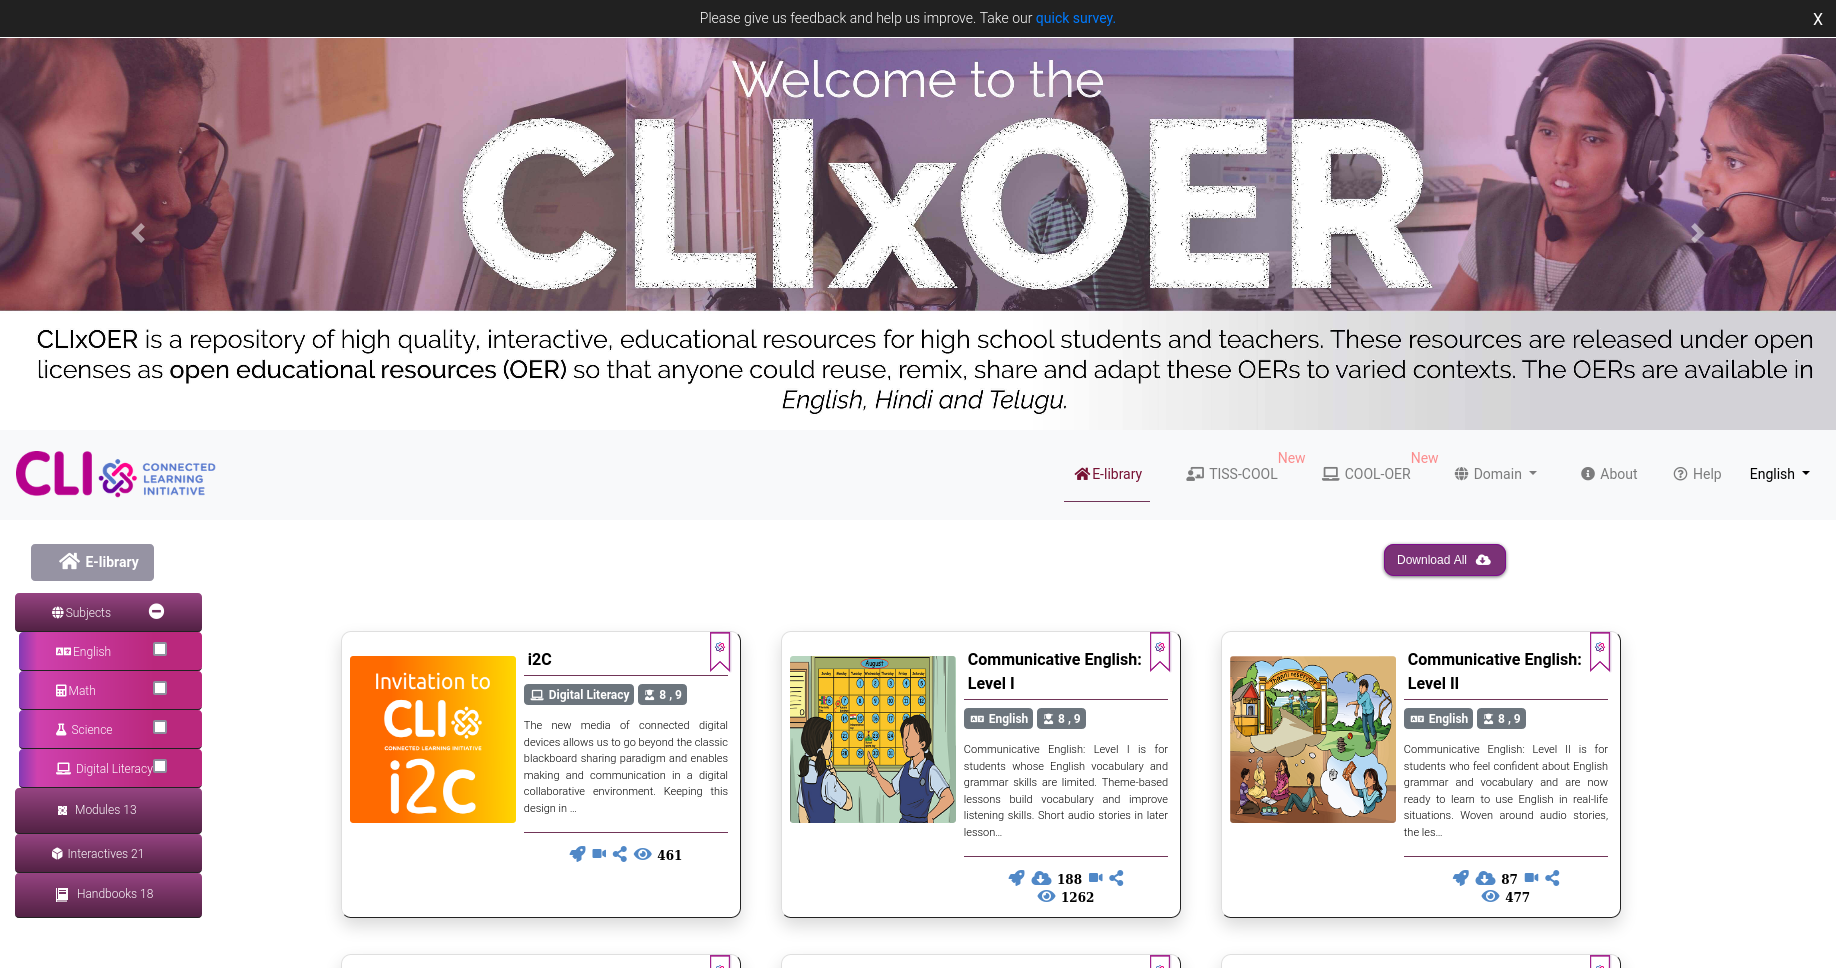 Please give us feedback and help us improve. Take our quick survey.
X
Welcome to the
CLIxOER
CLIxOER is a repository of high quality, interactive, educational resources for high school students and teachers. These resources are released under open
licenses as open educational resources (OER) so that anyone could reuse, remix, share and adapt these OERs to varied contexts. The OERs are available in
English, Hindi and Telugu.
CLI
CONNECTED
LEARNING
INITIATIVE
E-library
TISS-COOL
New
COOL-OER
New
Domain
About
Help
English
E-library
Download All
Subjects
English
Math
Science
Digital Literacy
Modules 13
Interactives 21
Handbooks 18
Invitation to
CLI
CONNECTED LEARNING INITIATIVE
i2c
i2C
Digital Literacy
8 , 9
The new media of connected digital
devices allows us to go beyond the classic
blackboard sharing paradigm and enables
making and communication in a digital
collaborative environment. Keeping this
design in ...
461
August
Communicative English:
Level I
English
8 , 9
Communicative English: Level I is for
students whose English vocabulary and
grammar skills are limited. Theme-based
lessons build vocabulary and improve
listening skills. Short audio stories in later
lesson...
188
1262
Communicative English:
Level II
English
8 , 9
Communicative English: Level II is for
students who feel confident about English
grammar and vocabulary and are now
ready to learn to use English in real-life
situations. Woven around audio stories,
the les...
87
477